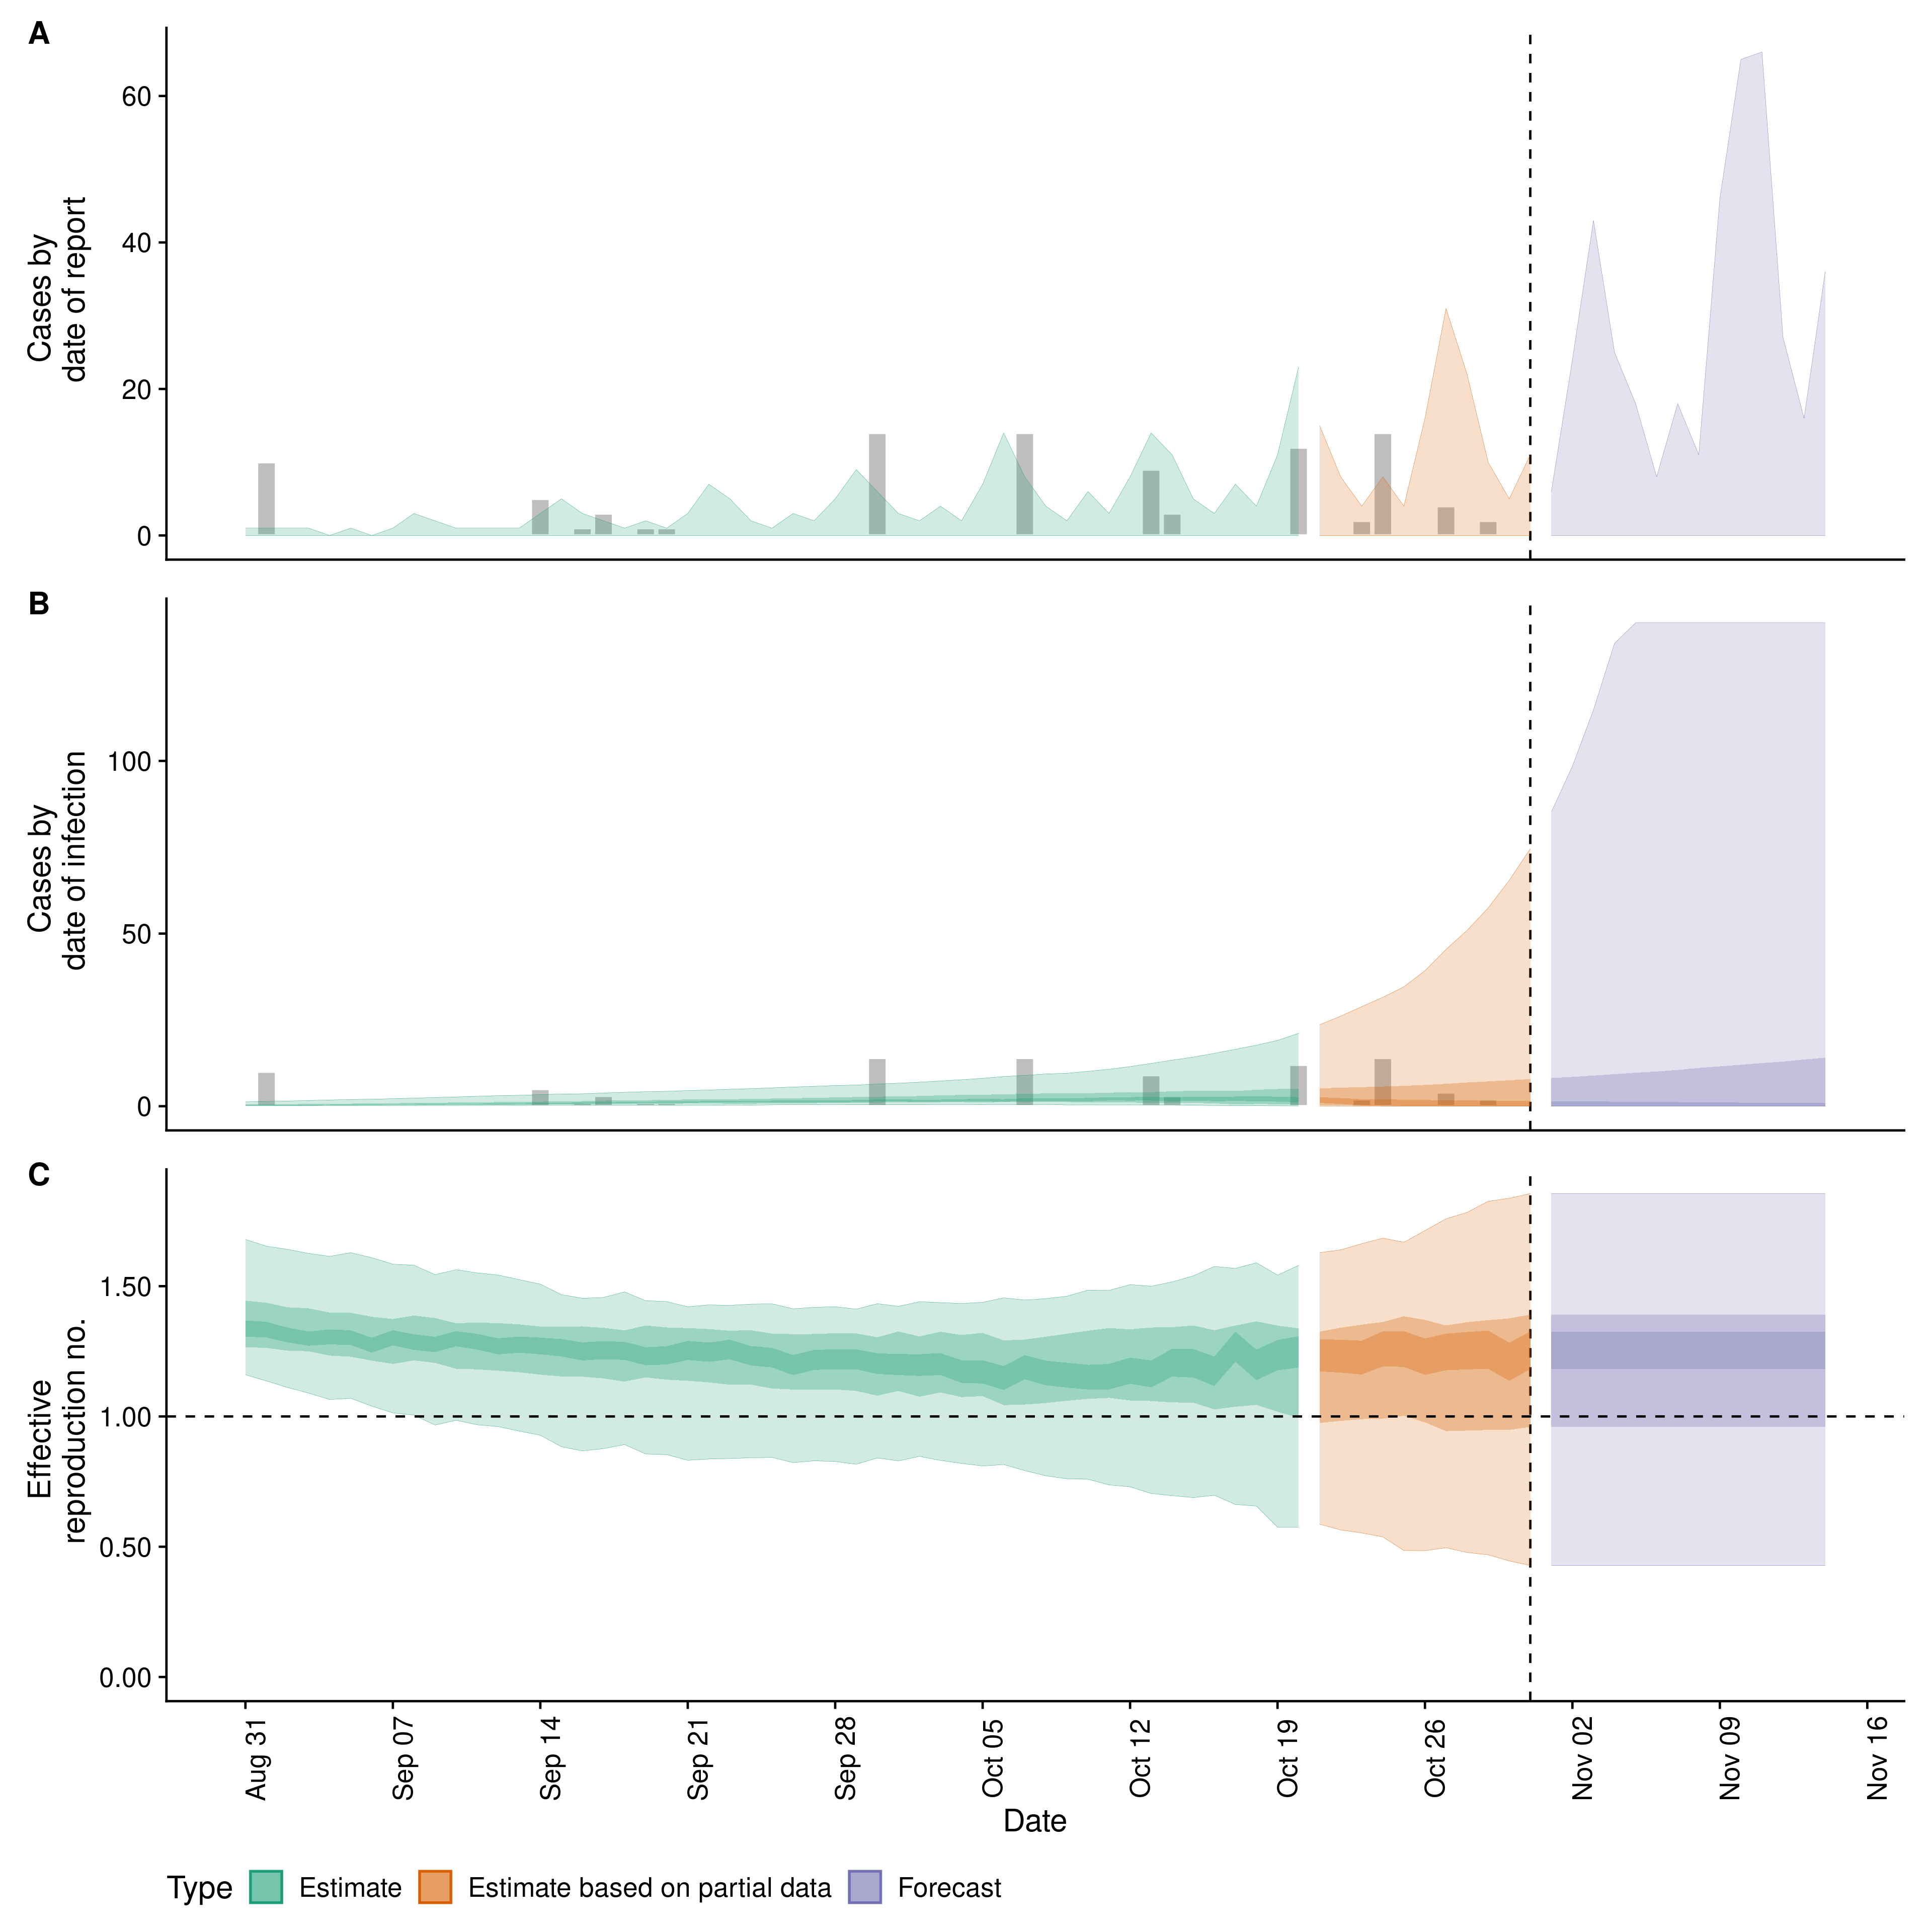 A
Cases by
date of report
60
40
20
0
B
Cases by
date of infection
100
50
0
C
Effective
reproduction no.
1.50
1.00
0.50
0.00
Aug 31
Sep 07
Sep 14
Sep 21
Sep 28
Oct 05
Oct 12
Oct 19
Oct 26
Nov 02
Nov 09
Nov 16
Date
Type Estimate Estimate based on partial data Forecast